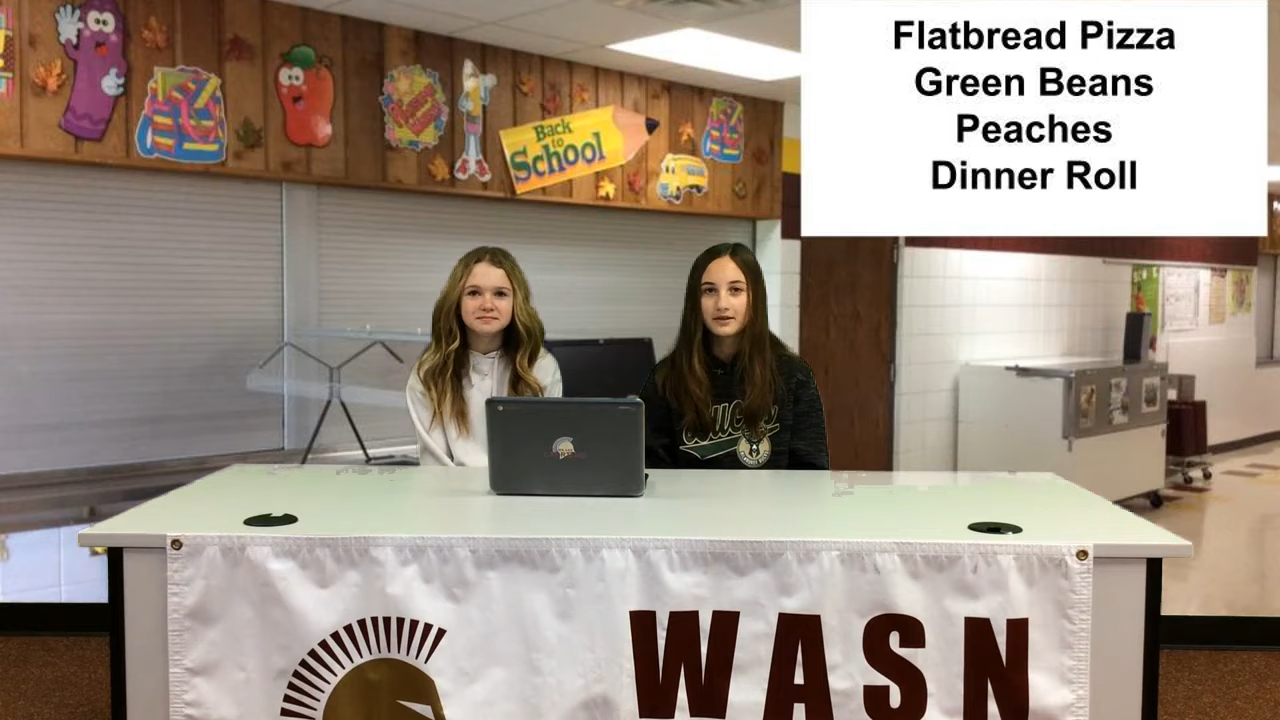 Flatbread Pizza
Green Beans
Peaches
Dinner Roll
Back
to
School
WASN